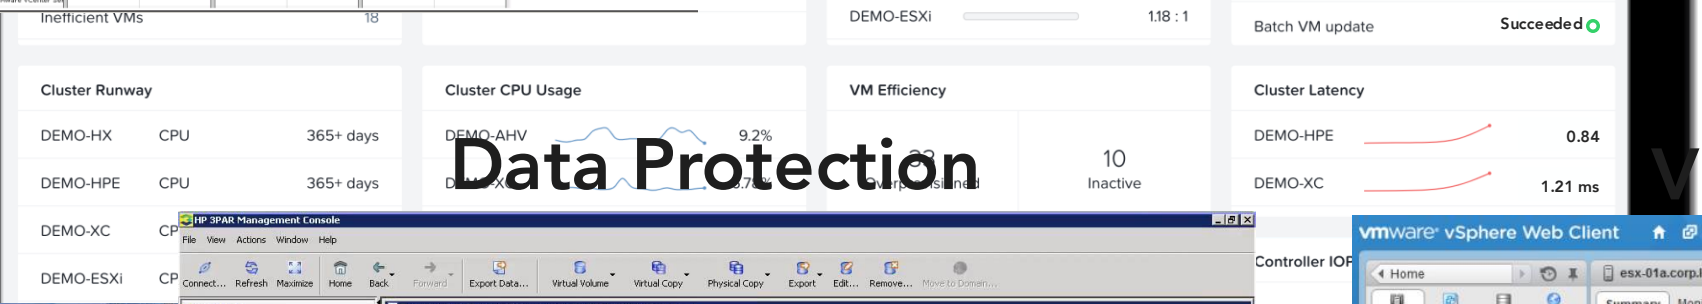 Inefficient VMs 18
DEMO-ESXi 1.18 : 1
Batch VM update Succeeded
Cluster Runway
DEMO-HX CPU 365+ days
DEMO-HPE CPU 365+ days
DEMO-XC
DEMO-ESXi
Cluster CPU Usage
DEMO-AHV 9.2%
Data Protection
VM Efficiency
33 Overprovisioned
10 Inactive
Cluster Latency
DEMO-HPE 0.84
DEMO-XC 1.21 ms
HP 3PAR Management Console
File View Actions Window Help
Connect... Refresh Maximize Home Back Forward Export Data... Virtual Volume Virtual Copy Physical Copy Export Edit... Remove... Move to Domain...
Controller IOP
vmware® vSphere Web Client
Home esx-01a.corp.l
Summary